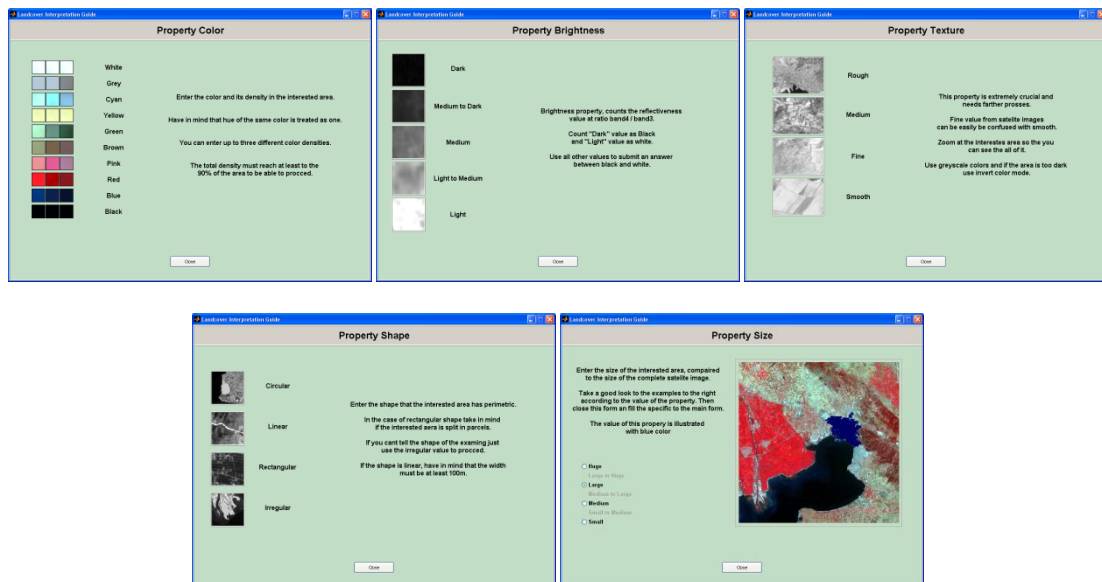 Landcover Interpretation Guide
Property Color
White
Grey
Cyan
Yellow
Green
Brown
Pink
Red
Blue
Black
Enter the color and its density in the interested area.
Have in mind that hue of the same color is treated as one.
You can enter up to three different color densities.
The total density must reach at least to the
90% of the area to be able to procced.
Close
Landcover Interpretation Guide
Property Brightness
Dark
Medium to Dark
Medium
Light to Medium
Light
Brightness property, counts the reflectiveness
value at ratio band4 / band3.
Count "Dark" value as Black
and "Light" value as white.
Use all other values to submit an answer
between black and white.
Close
Landcover Interpretation Guide
Property Texture
Rough
Medium
Fine
Smooth
This property is extremely crucial and
needs farther prosses.
Fine value from satelite images
can be easily be confused with smooth.
Zoom at the interestes area so the you
can see the all of it.
Use greyscale colors and if the area is too dark
use invert color mode.
Close
Landcover Interpretation Guide
Property Shape
Circular
Linear
Rectangular
Irregular
Enter the shape that the interested area has perimetric.
In the case of rectangular shape take in mind
if the interested aera is split in parcels.
If you cant tell the shape of the examing just
use the irregular value to procced.
If the shape is linear, have in mind that the width
must be at least 100m.
Close
Landcover Interpretation Guide
Property Size
Enter the size of the interested area, compaired
to the size of the complete satelite image.
Take a good look to the examples to the right
according to the value of the property. Then
close this form an fill the specific to the main form.
The value of this propery is illustrated
with blue color
Huge
Large to Huge
Large
Medium to Large
Medium
Small to Medium
Small
Close